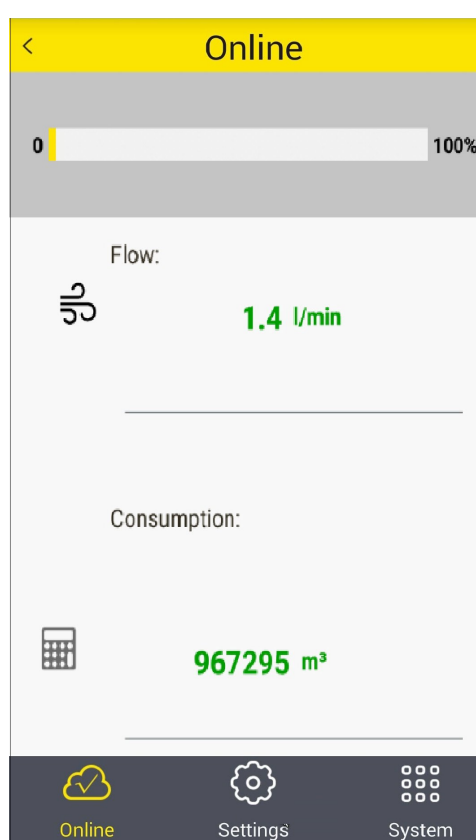 Online
0 100%
Flow:
1.4 l/min
Consumption:
967295 m³
Online Settings System